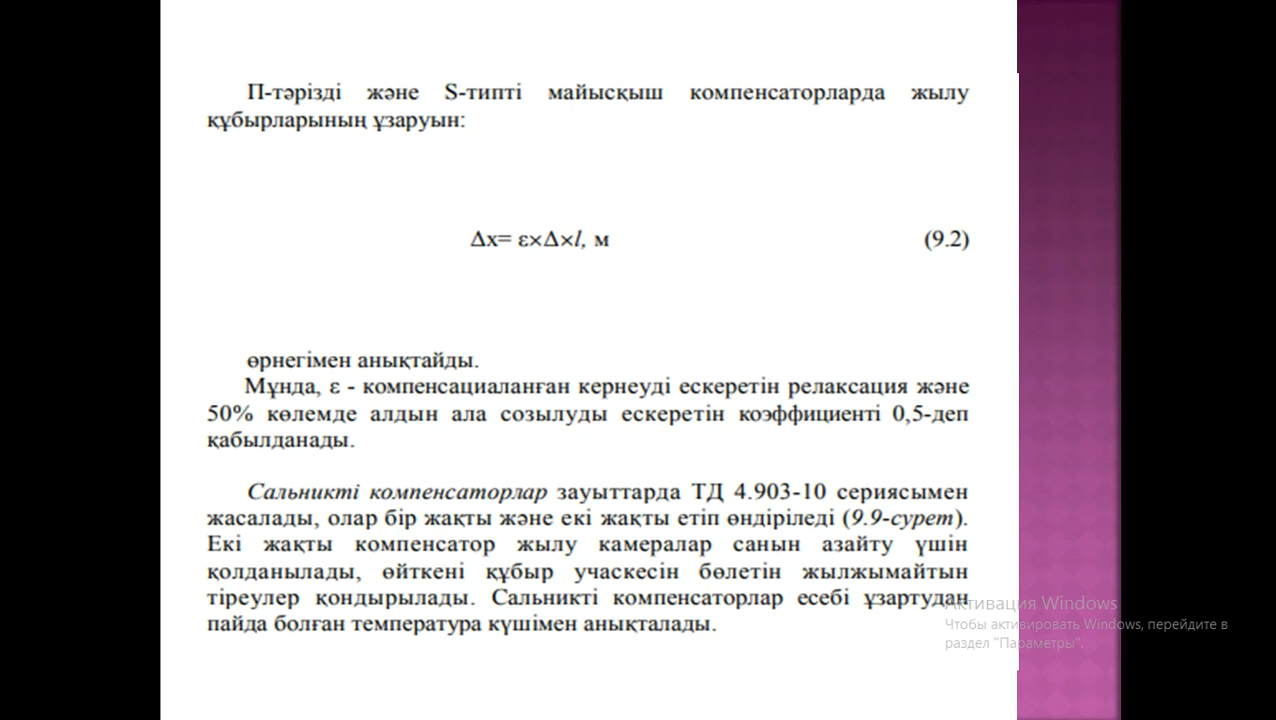 П-тәрізді және S-типті майысқыш компенсаторларда жылу
құбырларының ұзаруын:
Δx= ε×Δ×l, м (9.2)
өрнегімен анықтайды.
Мұнда, ε - компенсациаланған кернеуді ескеретін релаксация және
50% көлемде алдын ала созылуды ескеретін коэффициенті 0,5-деп
қабылданады.
Сальникті компенсаторлар зауыттарда ТД 4.903-10 сериясымен
жасалады, олар бір жақты және екі жақты етіп өндіріледі (9.9-сурет).
Екі жақты компенсатор жылу камералар санын азайту үшін
қолданылады, өйткені құбыр учаскесін бөлетін жылжымайтын
тіреулер қондырылады. Сальникті компенсаторлар есебі ұзартудан
пайда болған температура күшімен анықталады.
Активация Windows
Чтобы активировать Windows, перейдите в
раздел "Параметры".